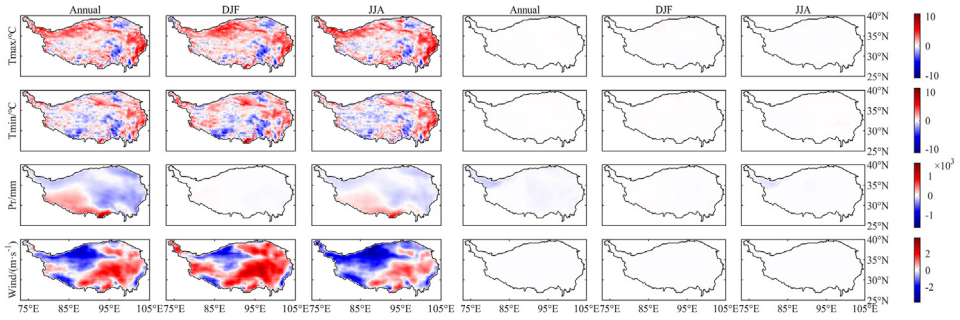 Annual DJF JJA Annual DJF JJA
Tmax/°C 40°N 35°N 30°N 25°N 10 0 -10
Tmin/°C 40°N 35°N 30°N 25°N 10 0 -10
Pr/mm 40°N 35°N 30°N 25°N ×10³ 1 0 -1
Wind/(m·s⁻¹) 40°N 35°N 30°N 25°N 2 0 -2
75°E 85°E 95°E 105°E 75°E 85°E 95°E 105°E 75°E 85°E 95°E 105°E 75°E 85°E 95°E 105°E 75°E 85°E 95°E 105°E 75°E 85°E 95°E 105°E